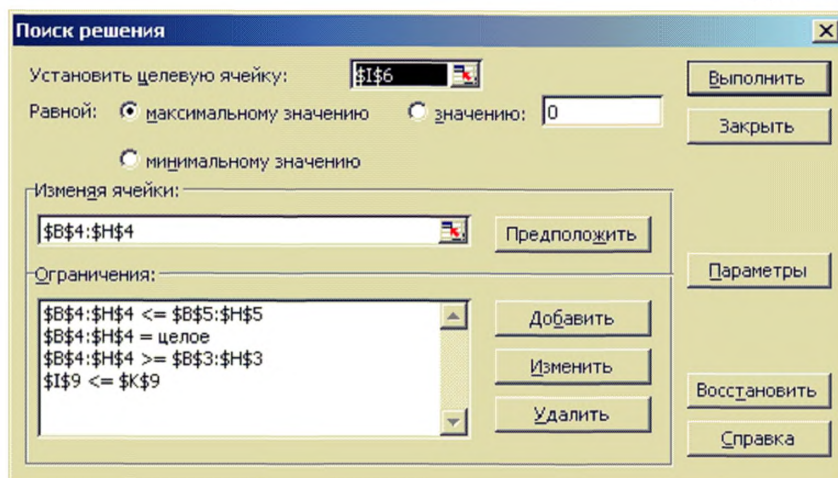 Поиск решения
Установить целевую ячейку: $I$6
Выполнить
Равной: максимальному значению значению: 0
Закрыть
минимальному значению
Изменяя ячейки:
$B$4:$H$4
Предположить
Параметры
Ограничения:
$B$4:$H$4 <= $B$5:$H$5
$B$4:$H$4 = целое
$B$4:$H$4 >= $B$3:$H$3
$I$9 <= $K$9
Добавить
Изменить
Удалить
Восстановить
Справка